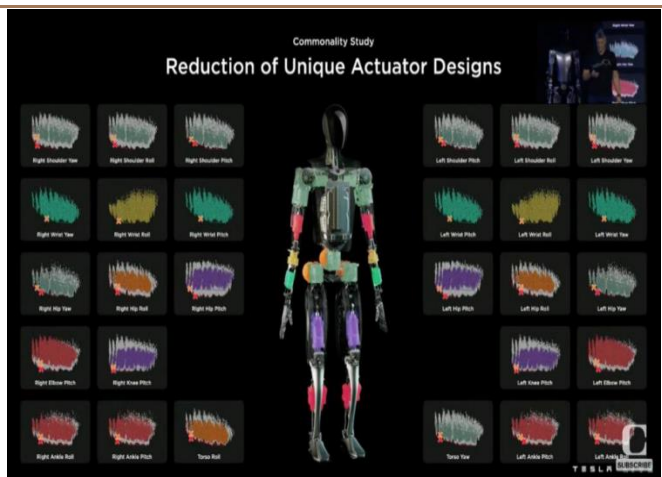 Commonality Study
Reduction of Unique Actuator Designs
Right Shoulder Yaw
Right Shoulder Roll
Right Shoulder Pitch
Left Shoulder Pitch
Left Shoulder Roll
Left Shoulder Yaw
Right Wrist Yaw
Right Wrist Roll
Right Wrist Pitch
Left Wrist Pitch
Left Wrist Roll
Left Wrist Yaw
Right Hip Yaw
Right Hip Roll
Right Hip Pitch
Left Hip Pitch
Left Hip Roll
Left Hip Yaw
Right Elbow Pitch
Right Knee Pitch
Left Knee Pitch
Left Elbow Pitch
Right Ankle Roll
Right Ankle Pitch
Torso Roll
Torso Yaw
Left Ankle Pitch
Left Ankle
TESLA
SUBSCRIBE